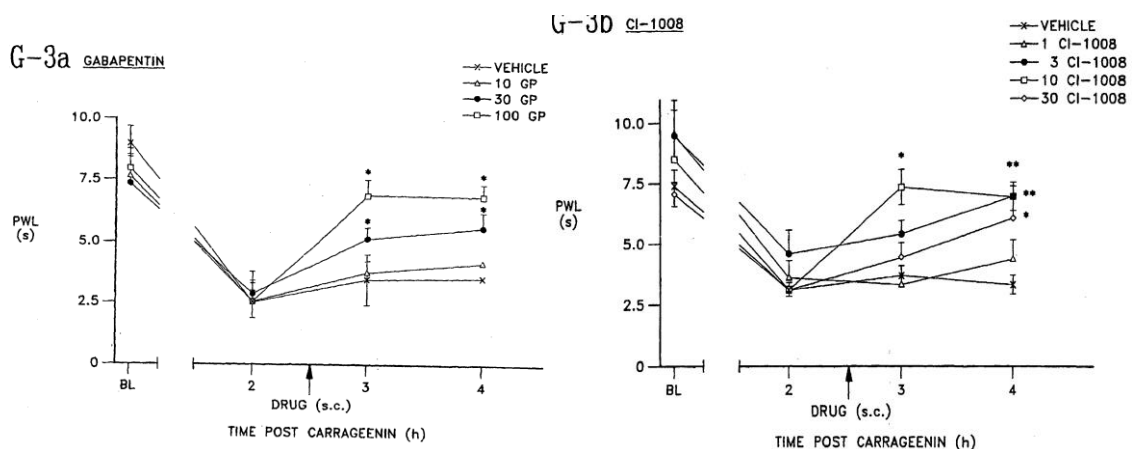 G-3a GABAPENTIN
VEHICLE
10 GP
30 GP
100 GP
10.0
7.5
PWL
(s)
5.0
2.5
0
BL
2
3
4
DRUG (s.c.)
TIME POST CARRAGEENIN (h)
*
*
*
*
G-3b CI-1008
VEHICLE
1 CI-1008
3 CI-1008
10 CI-1008
30 CI-1008
10.0
7.5
PWL
(s)
5.0
2.5
0
BL
2
3
4
DRUG (s.c.)
TIME POST CARRAGEENIN (h)
*
**
**
*